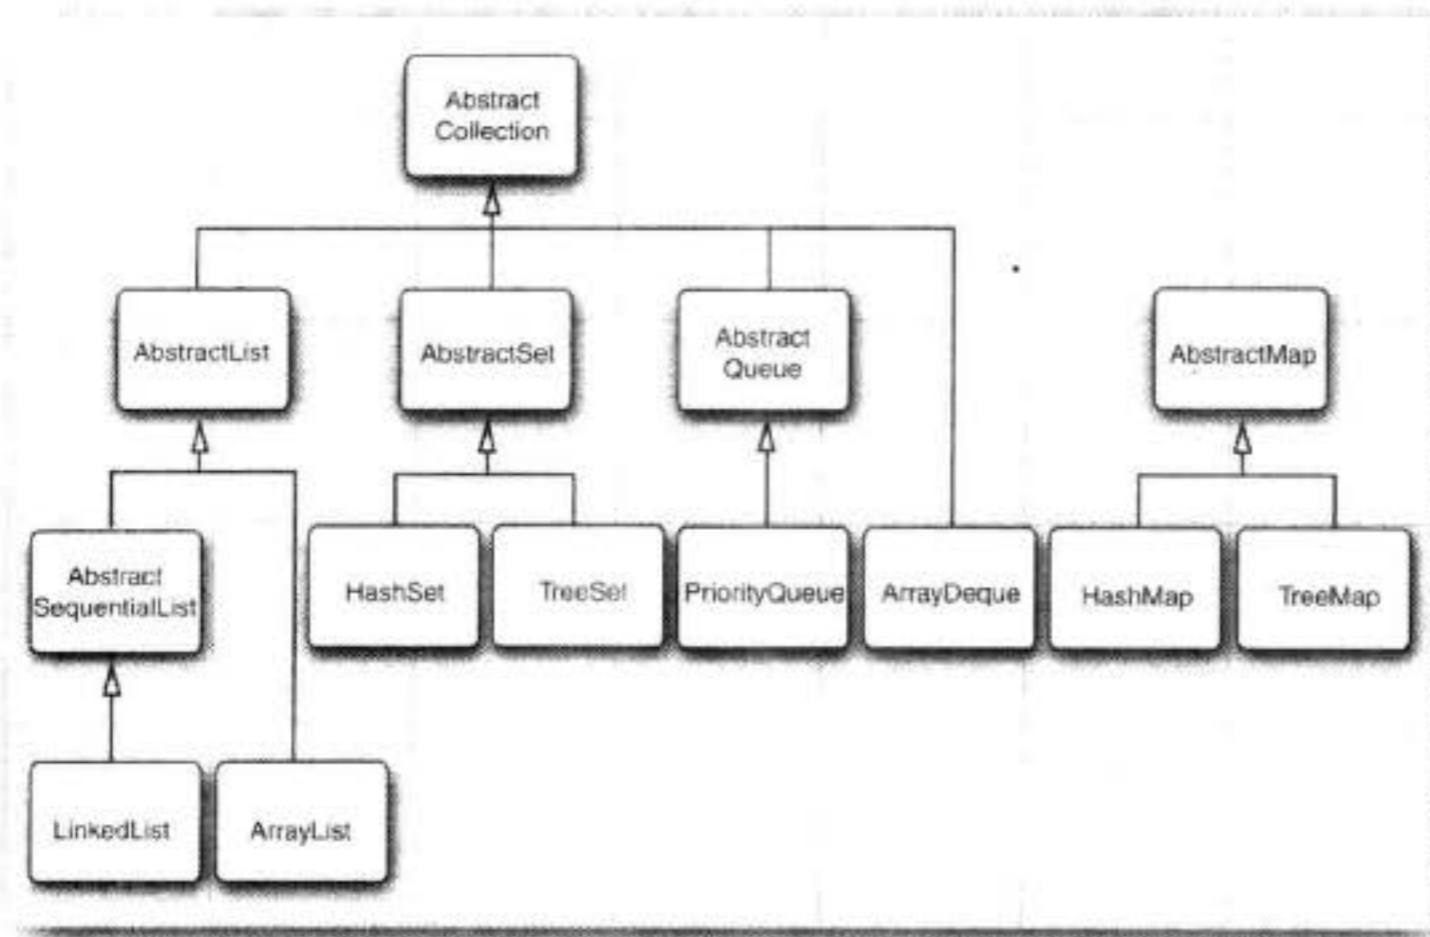 Abstract
Collection
AbstractList
AbstractSet
Abstract
Queue
AbstractMap
Abstract
SequentialList
HashSet
TreeSet
PriorityQueue
ArrayDeque
HashMap
TreeMap
LinkedList
ArrayList